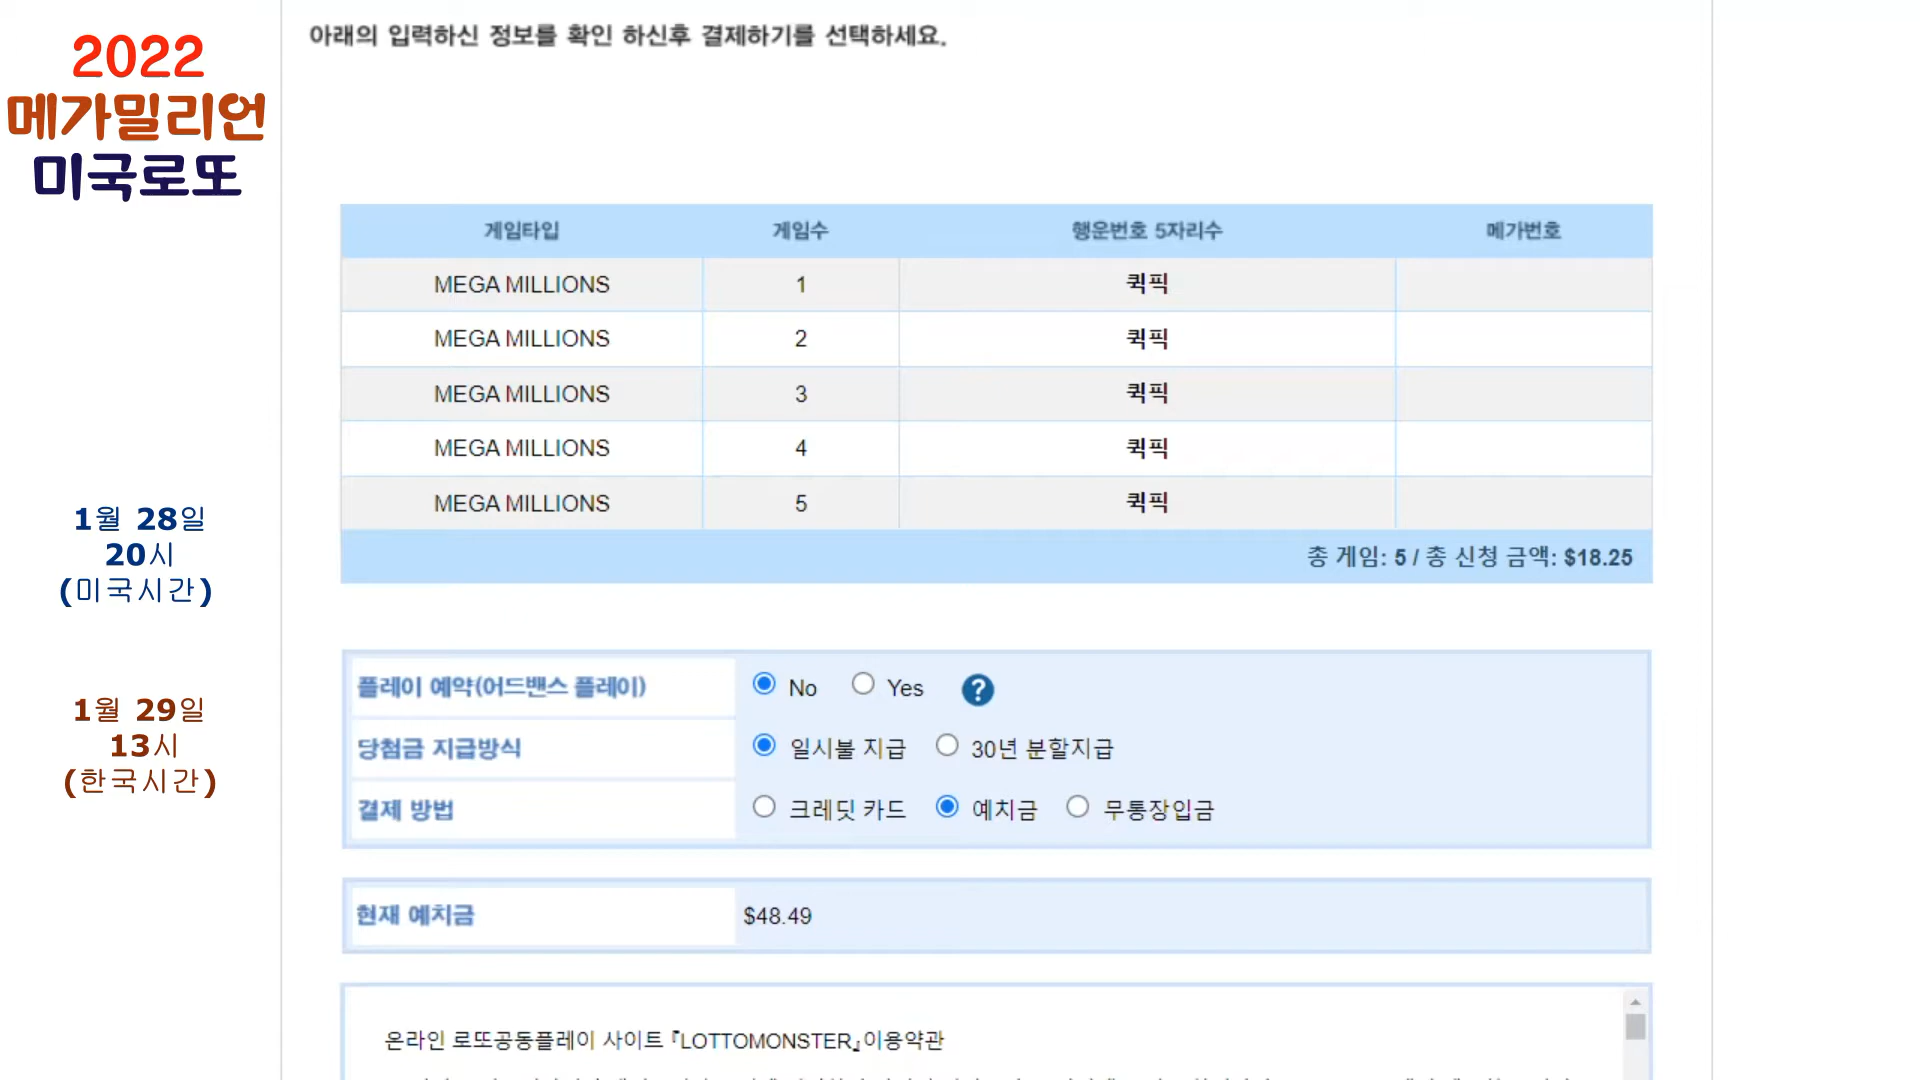 2022
메가밀리언
미국로또
1월 28일
20시
(미국시간)
1월 29일
13시
(한국시간)
아래의 입력하신 정보를 확인 하신후 결제하기를 선택하세요.
게임타입 게임수 행운번호 5자리수 메가번호
MEGA MILLIONS 1 퀵픽
MEGA MILLIONS 2 퀵픽
MEGA MILLIONS 3 퀵픽
MEGA MILLIONS 4 퀵픽
MEGA MILLIONS 5 퀵픽
총 게임: 5 / 총 신청 금액: $18.25
플레이 예약(어드밴스 플레이) No Yes ?
당첨금 지급방식 일시불 지급 30년 분할지급
결제 방법 크레딧 카드 예치금 무통장입금
현재 예치금 $48.49
온라인 로또공동플레이 사이트『LOTTOMONSTER』이용약관